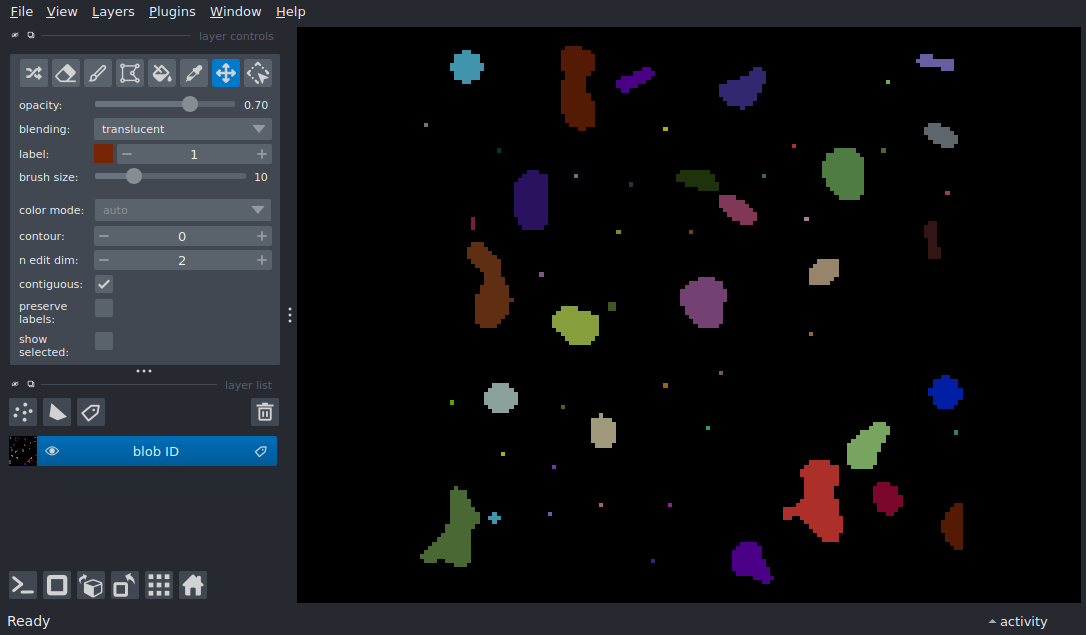 File View Layers Plugins Window Help
layer controls
opacity: 0.70
blending: translucent
label: 1
brush size: 10
color mode: auto
contour: 0
n edit dim: 2
contiguous:
preserve
labels:
show
selected:
layer list
blob ID
Ready activity